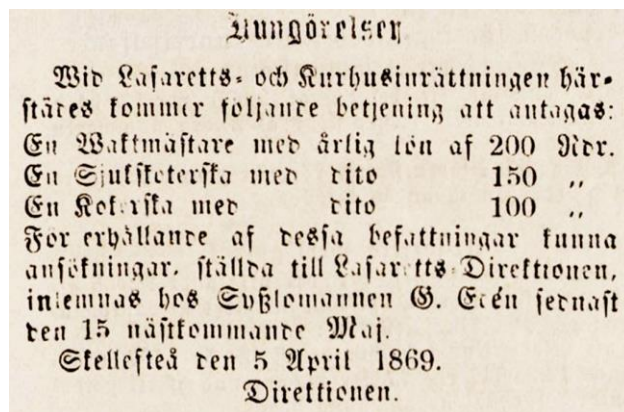 Kungörelser
Wid Lasaretts- och Kurhusinrättningen här-
städes kommer följande betjening att antagas:
En Waktmästare med årlig lön af 200 Rdr.
En Sjuksköterska med dito 150 „
En Kokerska med dito 100 „
För erhållande af dessa befattningar kunna
ansökningar, ställda till Lasaretts-Direktionen,
inlemnas hos Syßlomannen G. Edén sednast
den 15 nästkommande Maj.
Skellefteå den 5 April 1869.
Direktionen.